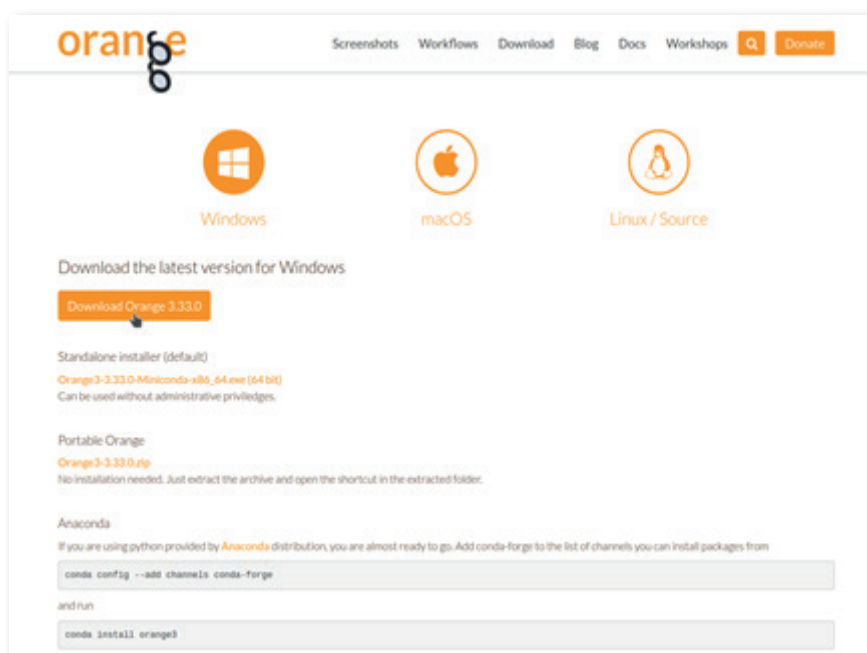 orange
Screenshots Workflows Download Blog Docs Workshops Donate
Windows macOS Linux / Source
Download the latest version for Windows
Download Orange 3.33.0
Standalone installer (default)
Orange3-3.33.0-Miniconda-x86_64.exe (64 bit)
Can be used without administrative priviledges.
Portable Orange
Orange3-3.33.0.zip
No installation needed. Just extract the archive and open the shortcut in the extracted folder.
Anaconda
If you are using python provided by Anaconda distribution, you are almost ready to go. Add conda-forge to the list of channels you can install packages from
conda config --add channels conda-forge
and run
conda install orange3